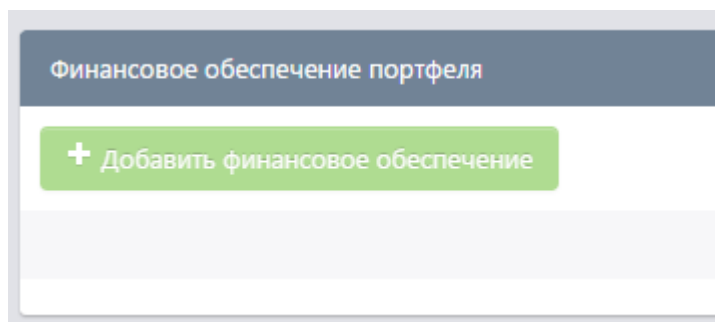 Финансовое обеспечение портфеля
+ Добавить финансовое обеспечение